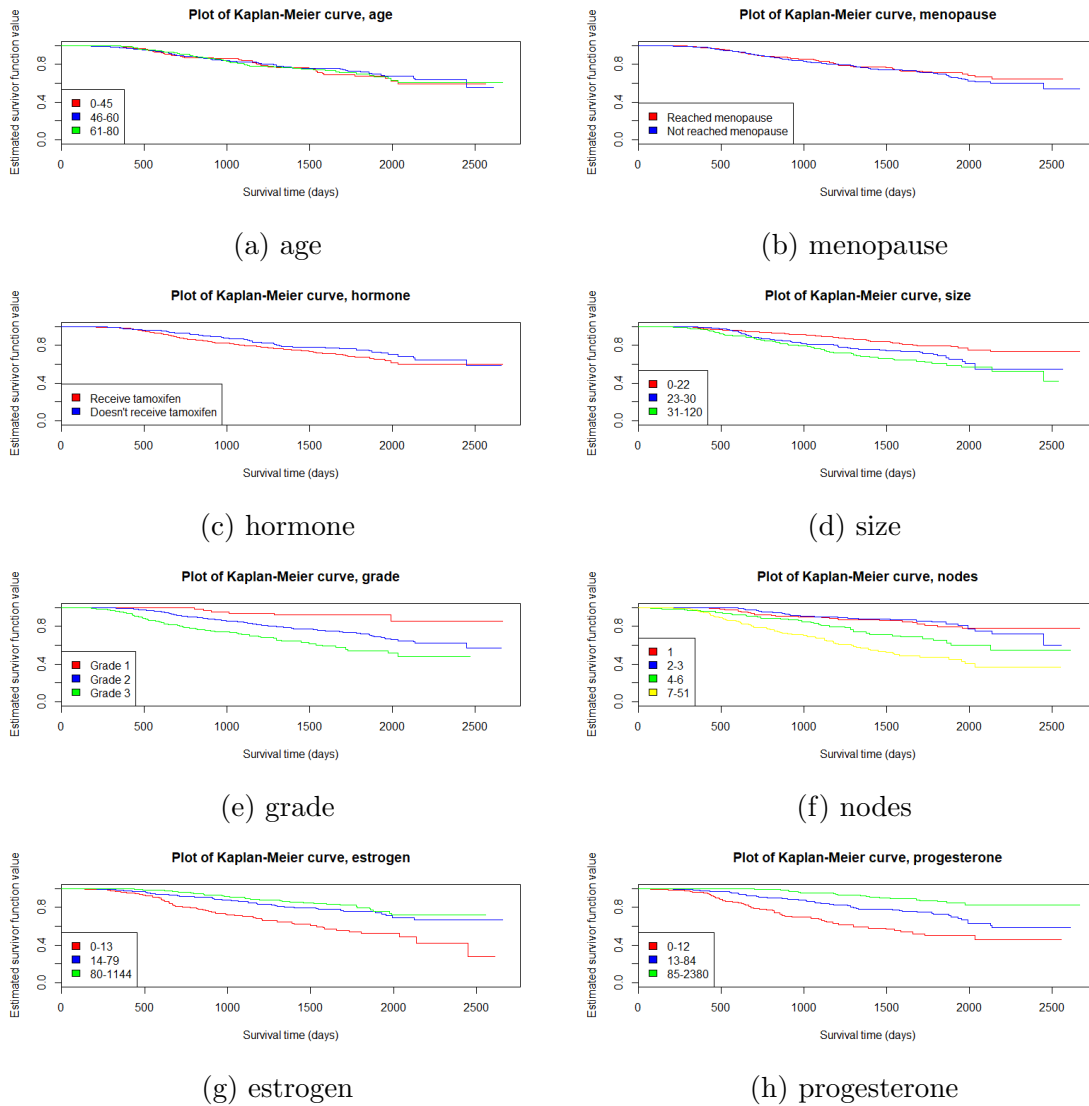 Plot of Kaplan-Meier curve, age
Estimated survivor function value
0.0 0.4 0.8
0-45
46-60
61-80
0 500 1000 1500 2000 2500
Survival time (days)
(a) age
Plot of Kaplan-Meier curve, menopause
Estimated survivor function value
0.0 0.4 0.8
Reached menopause
Not reached menopause
0 500 1000 1500 2000 2500
Survival time (days)
(b) menopause
Plot of Kaplan-Meier curve, hormone
Estimated survivor function value
0.0 0.4 0.8
Receive tamoxifen
Doesn't receive tamoxifen
0 500 1000 1500 2000 2500
Survival time (days)
(c) hormone
Plot of Kaplan-Meier curve, size
Estimated survivor function value
0.0 0.4 0.8
0-22
23-30
31-120
0 500 1000 1500 2000 2500
Survival time (days)
(d) size
Plot of Kaplan-Meier curve, grade
Estimated survivor function value
0.0 0.4 0.8
Grade 1
Grade 2
Grade 3
0 500 1000 1500 2000 2500
Survival time (days)
(e) grade
Plot of Kaplan-Meier curve, nodes
Estimated survivor function value
0.0 0.4 0.8
1
2-3
4-6
7-51
0 500 1000 1500 2000 2500
Survival time (days)
(f) nodes
Plot of Kaplan-Meier curve, estrogen
Estimated survivor function value
0.0 0.4 0.8
0-13
14-79
80-1144
0 500 1000 1500 2000 2500
Survival time (days)
(g) estrogen
Plot of Kaplan-Meier curve, progesterone
Estimated survivor function value
0.0 0.4 0.8
0-12
13-84
85-2380
0 500 1000 1500 2000 2500
Survival time (days)
(h) progesterone